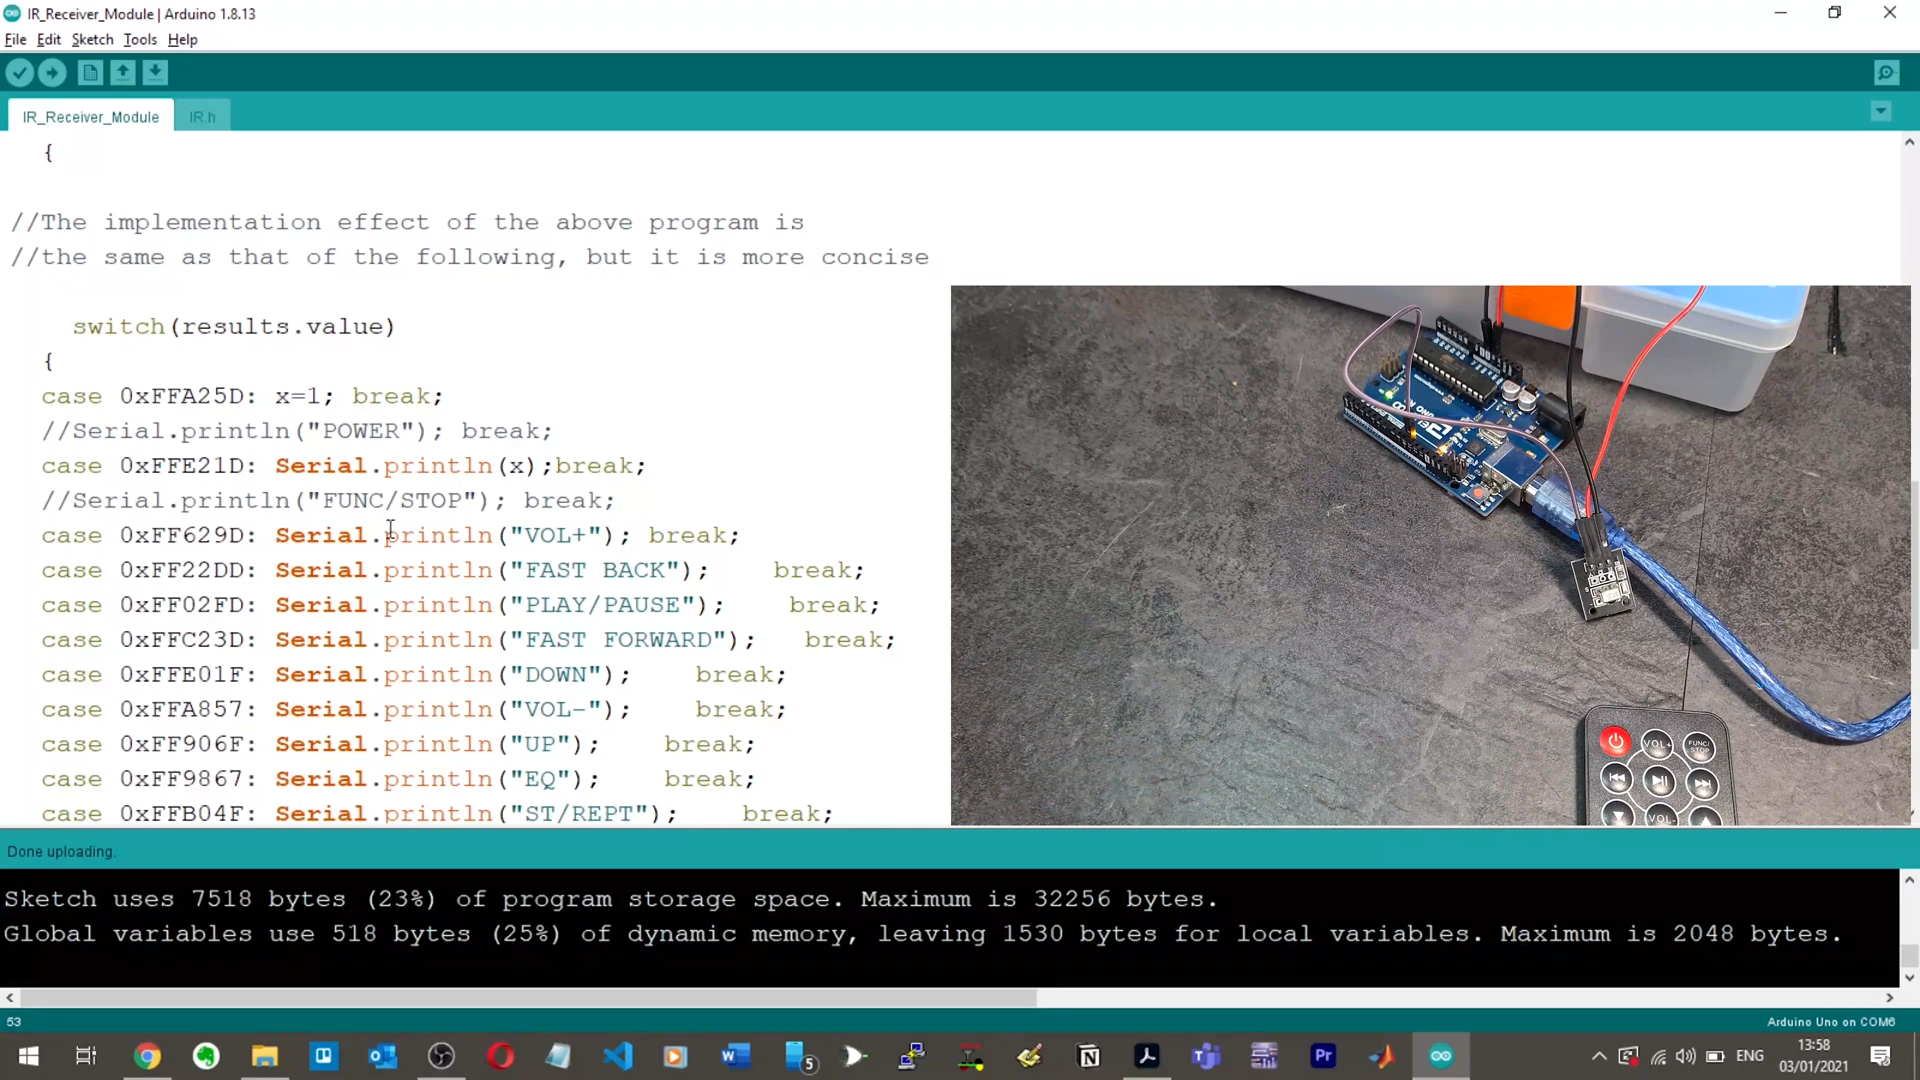 IR_Receiver_Module | Arduino 1.8.13
File Edit Sketch Tools Help
IR_Receiver_Module IR.h
{
//The implementation effect of the above program is
//the same as that of the following, but it is more concise
switch(results.value)
{
case 0xFFA25D: x=1; break;
//Serial.println("POWER"); break;
case 0xFFE21D: Serial.println(x);break;
//Serial.println("FUNC/STOP"); break;
case 0xFF629D: Serial.println("VOL+"); break;
case 0xFF22DD: Serial.println("FAST BACK"); break;
case 0xFF02FD: Serial.println("PLAY/PAUSE"); break;
case 0xFFC23D: Serial.println("FAST FORWARD"); break;
case 0xFFE01F: Serial.println("DOWN"); break;
case 0xFFA857: Serial.println("VOL-"); break;
case 0xFF906F: Serial.println("UP"); break;
case 0xFF9867: Serial.println("EQ"); break;
case 0xFFB04F: Serial.println("ST/REPT"); break;
VOL+ FUNC/
STOP
VOL-
Done uploading.
Sketch uses 7518 bytes (23%) of program storage space. Maximum is 32256 bytes.
Global variables use 518 bytes (25%) of dynamic memory, leaving 1530 bytes for local variables. Maximum is 2048 bytes.
53
Arduino Uno on COM6
5
Pr
ENG
13:58
03/01/2021